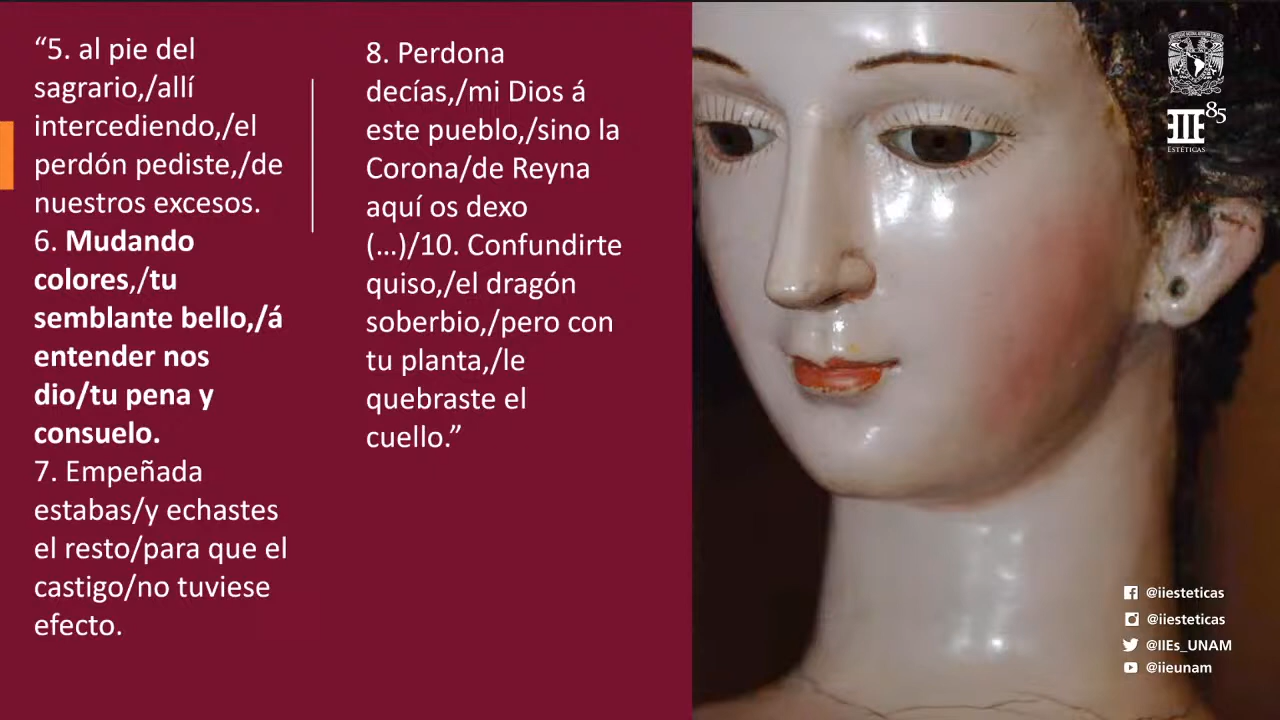 “5. al pie del
sagrario,/allí
intercediendo,/el
perdón pediste,/de
nuestros excesos.
6. Mudando
colores,/tu
semblante bello,/á
entender nos
dio/tu pena y
consuelo.
7. Empeñada
estabas/y echastes
el resto/para que el
castigo/no tuviese
efecto.
8. Perdona
decías,/mi Dios á
este pueblo,/sino la
Corona/de Reyna
aquí os dexo
(…)/10. Confundirte
quiso,/el dragón
soberbio,/pero con
tu planta,/le
quebraste el
cuello.”
85
ESTÉTICAS
@iiesteticas
@iiesteticas
@IIEs_UNAM
@iieunam